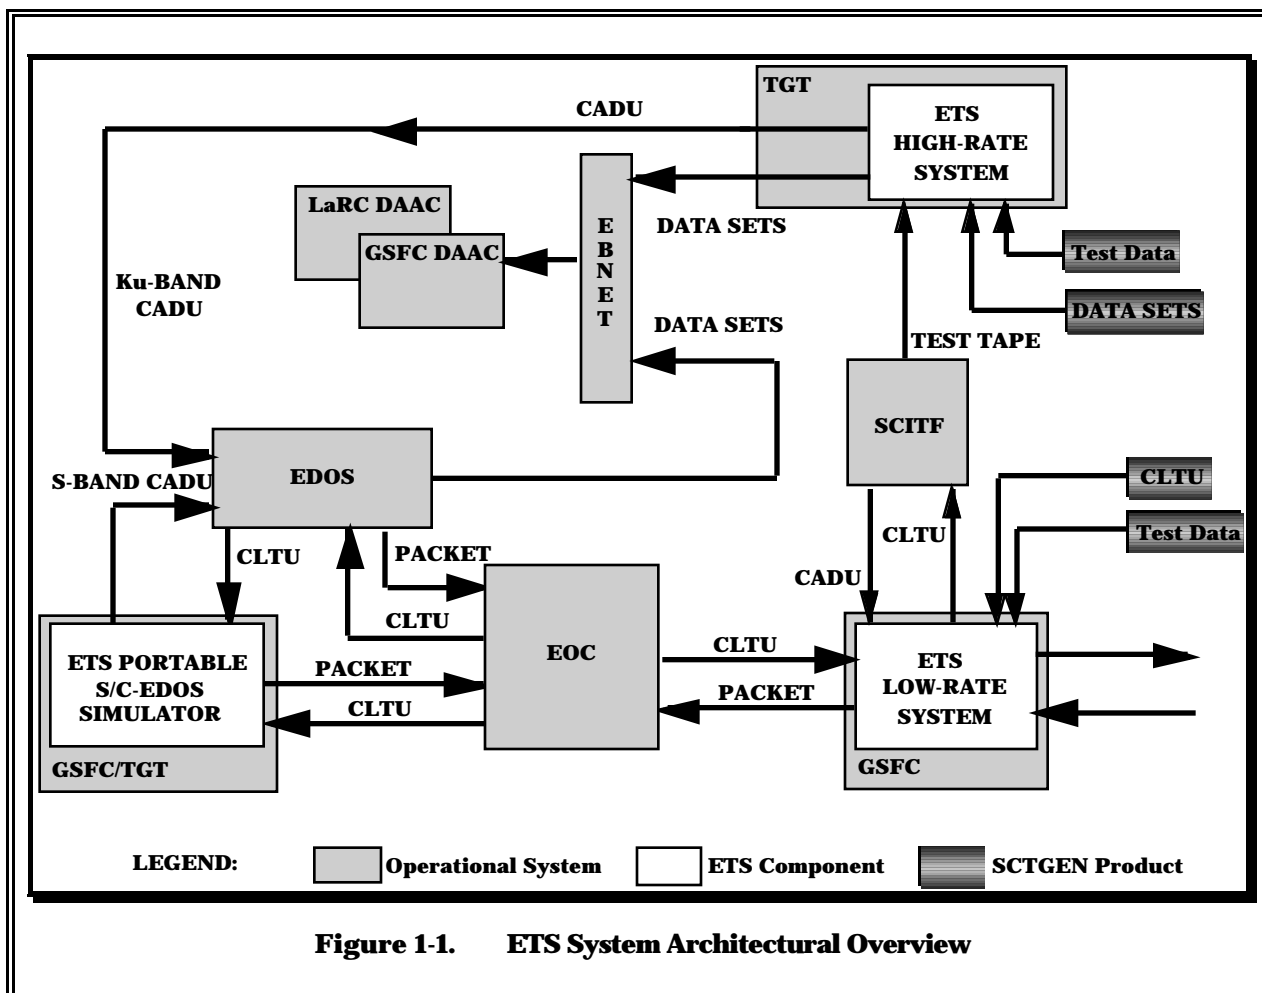 TGT
CADU
ETS
HIGH-RATE
SYSTEM
LaRC DAAC
GSFC DAAC
E
B
N
E
T
DATA SETS
Test Data
Ku-BAND
CADU
DATA SETS
DATA SETS
TEST TAPE
SCITF
S-BAND CADU
EDOS
CLTU
CLTU
PACKET
CLTU
Test Data
CADU
CLTU
EOC
CLTU
ETS PORTABLE
S/C-EDOS
SIMULATOR
PACKET
CLTU
PACKET
ETS
LOW-RATE
SYSTEM
GSFC/TGT
GSFC
LEGEND:
Operational System
ETS Component
SCTGEN Product
Figure 1-1. ETS System Architectural Overview